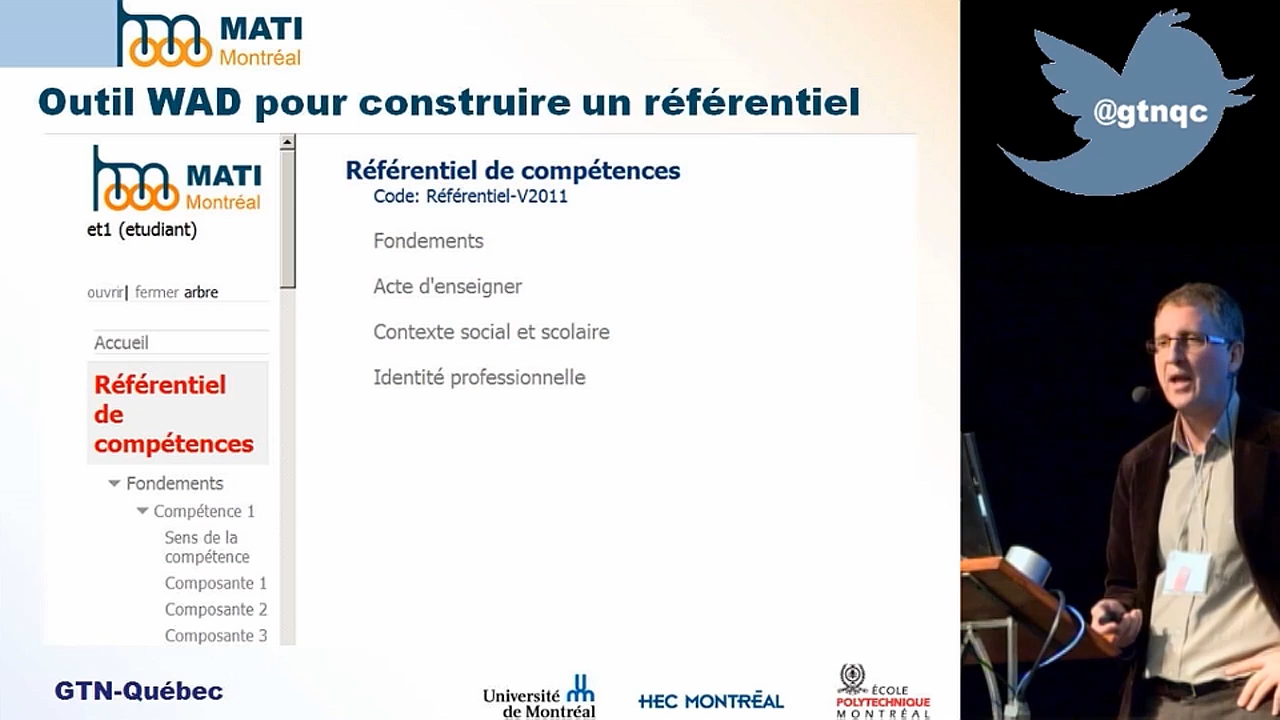 MATI
Montréal
Outil WAD pour construire un référentiel
MATI
Montréal
et1 (etudiant)
ouvrir| fermer arbre
Accueil
Référentiel
de
compétences
Fondements
Compétence 1
Sens de la
compétence
Composante 1
Composante 2
Composante 3
Référentiel de compétences
Code: Référentiel-V2011
Fondements
Acte d'enseigner
Contexte social et scolaire
Identité professionnelle
GTN-Québec
Université
de Montréal
HEC MONTRÉAL
ÉCOLE
POLYTECHNIQUE
MONTRÉAL
@gtnqc